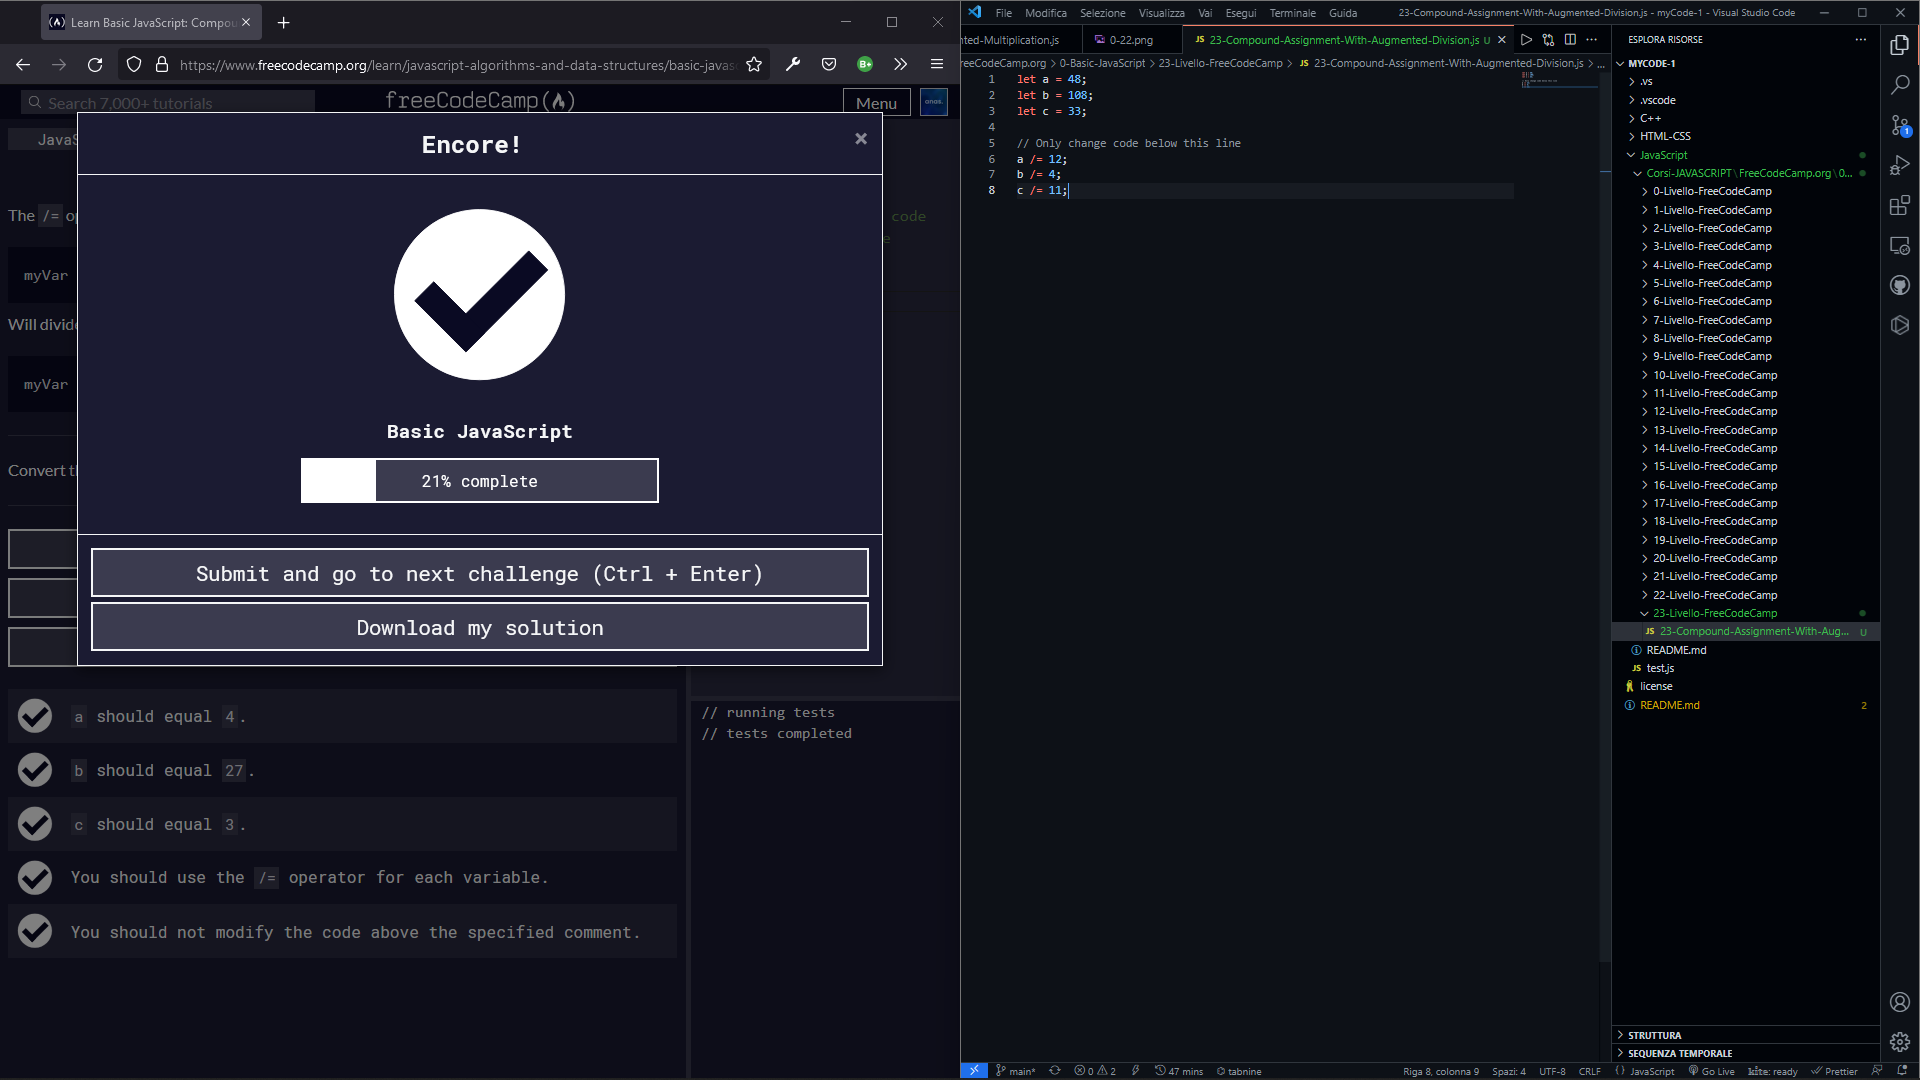 Learn Basic JavaScript: Compou
https://www.freecodecamp.org/learn/javascript-algorithms-and-data-structures/basic-javas
Search 7,000+ tutorials
freeCodeCamp
Menu
JavaS
Encore!
The /= op
code
myVar
Will divide
myVar
Basic JavaScript
21% complete
Convert th
Submit and go to next challenge (Ctrl + Enter)
Download my solution
a should equal 4.
b should equal 27.
c should equal 3.
You should use the /= operator for each variable.
You should not modify the code above the specified comment.
// running tests
// tests completed
File Modifica Selezione Visualizza Vai Esegui Terminale Guida
23-Compound-Assignment-With-Augmented-Division.js - myCode-1 - Visual Studio Code
nted-Multiplication.js
0-22.png
JS 23-Compound-Assignment-With-Augmented-Division.js U
reeCodeCamp.org > 0-Basic-JavaScript > 23-Livello-FreeCodeCamp > JS 23-Compound-Assignment-With-Augmented-Division.js > ...
1 let a = 48;
2 let b = 108;
3 let c = 33;
4
5 // Only change code below this line
6 a /= 12;
7 b /= 4;
8 c /= 11;
ESPLORA RISORSE
MYCODE-1
.vs
.vscode
C++
HTML-CSS
JavaScript
Corsi-JAVASCRIPT \ FreeCodeCamp.org \ 0...
0-Livello-FreeCodeCamp
1-Livello-FreeCodeCamp
2-Livello-FreeCodeCamp
3-Livello-FreeCodeCamp
4-Livello-FreeCodeCamp
5-Livello-FreeCodeCamp
6-Livello-FreeCodeCamp
7-Livello-FreeCodeCamp
8-Livello-FreeCodeCamp
9-Livello-FreeCodeCamp
10-Livello-FreeCodeCamp
11-Livello-FreeCodeCamp
12-Livello-FreeCodeCamp
13-Livello-FreeCodeCamp
14-Livello-FreeCodeCamp
15-Livello-FreeCodeCamp
16-Livello-FreeCodeCamp
17-Livello-FreeCodeCamp
18-Livello-FreeCodeCamp
19-Livello-FreeCodeCamp
20-Livello-FreeCodeCamp
21-Livello-FreeCodeCamp
22-Livello-FreeCodeCamp
23-Livello-FreeCodeCamp
JS 23-Compound-Assignment-With-Aug... U
README.md
JS test.js
license
README.md 2
STRUTTURA
SEQUENZA TEMPORALE
1
main*
0 2
47 mins
tabnine
Riga 8, colonna 9
Spazi: 4
UTF-8
CRLF
JavaScript
Go Live
kite: ready
Prettier